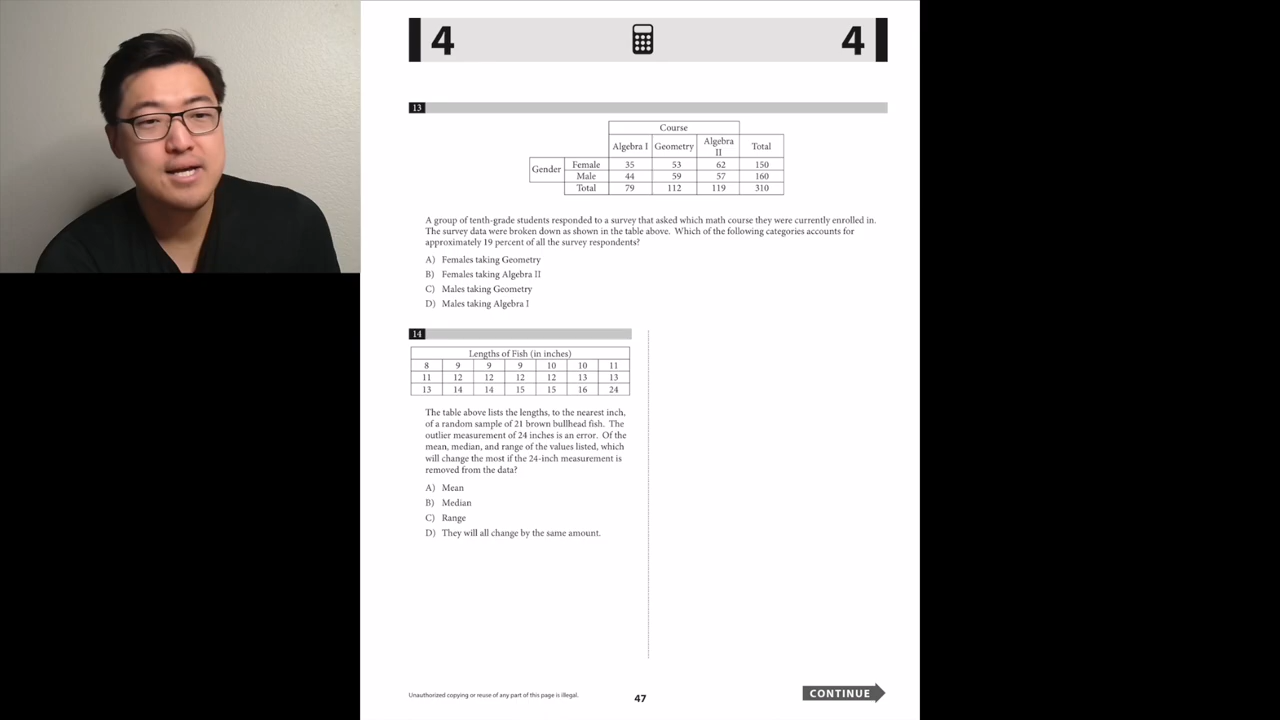 4 4
13
Course
Algebra I Geometry Algebra II Total
Gender Female 35 53 62 150
Male 44 59 57 160
Total 79 112 119 310
A group of tenth-grade students responded to a survey that asked which math course they were currently enrolled in.
The survey data were broken down as shown in the table above. Which of the following categories accounts for
approximately 19 percent of all the survey respondents?
A) Females taking Geometry
B) Females taking Algebra II
C) Males taking Geometry
D) Males taking Algebra I
14
Lengths of Fish (in inches)
8 9 9 9 10 10 11
11 12 12 12 12 13 13
13 14 14 15 15 16 24
The table above lists the lengths, to the nearest inch,
of a random sample of 21 brown bullhead fish. The
outlier measurement of 24 inches is an error. Of the
mean, median, and range of the values listed, which
will change the most if the 24-inch measurement is
removed from the data?
A) Mean
B) Median
C) Range
D) They will all change by the same amount.
Unauthorized copying or reuse of any part of this page is illegal.
47
CONTINUE